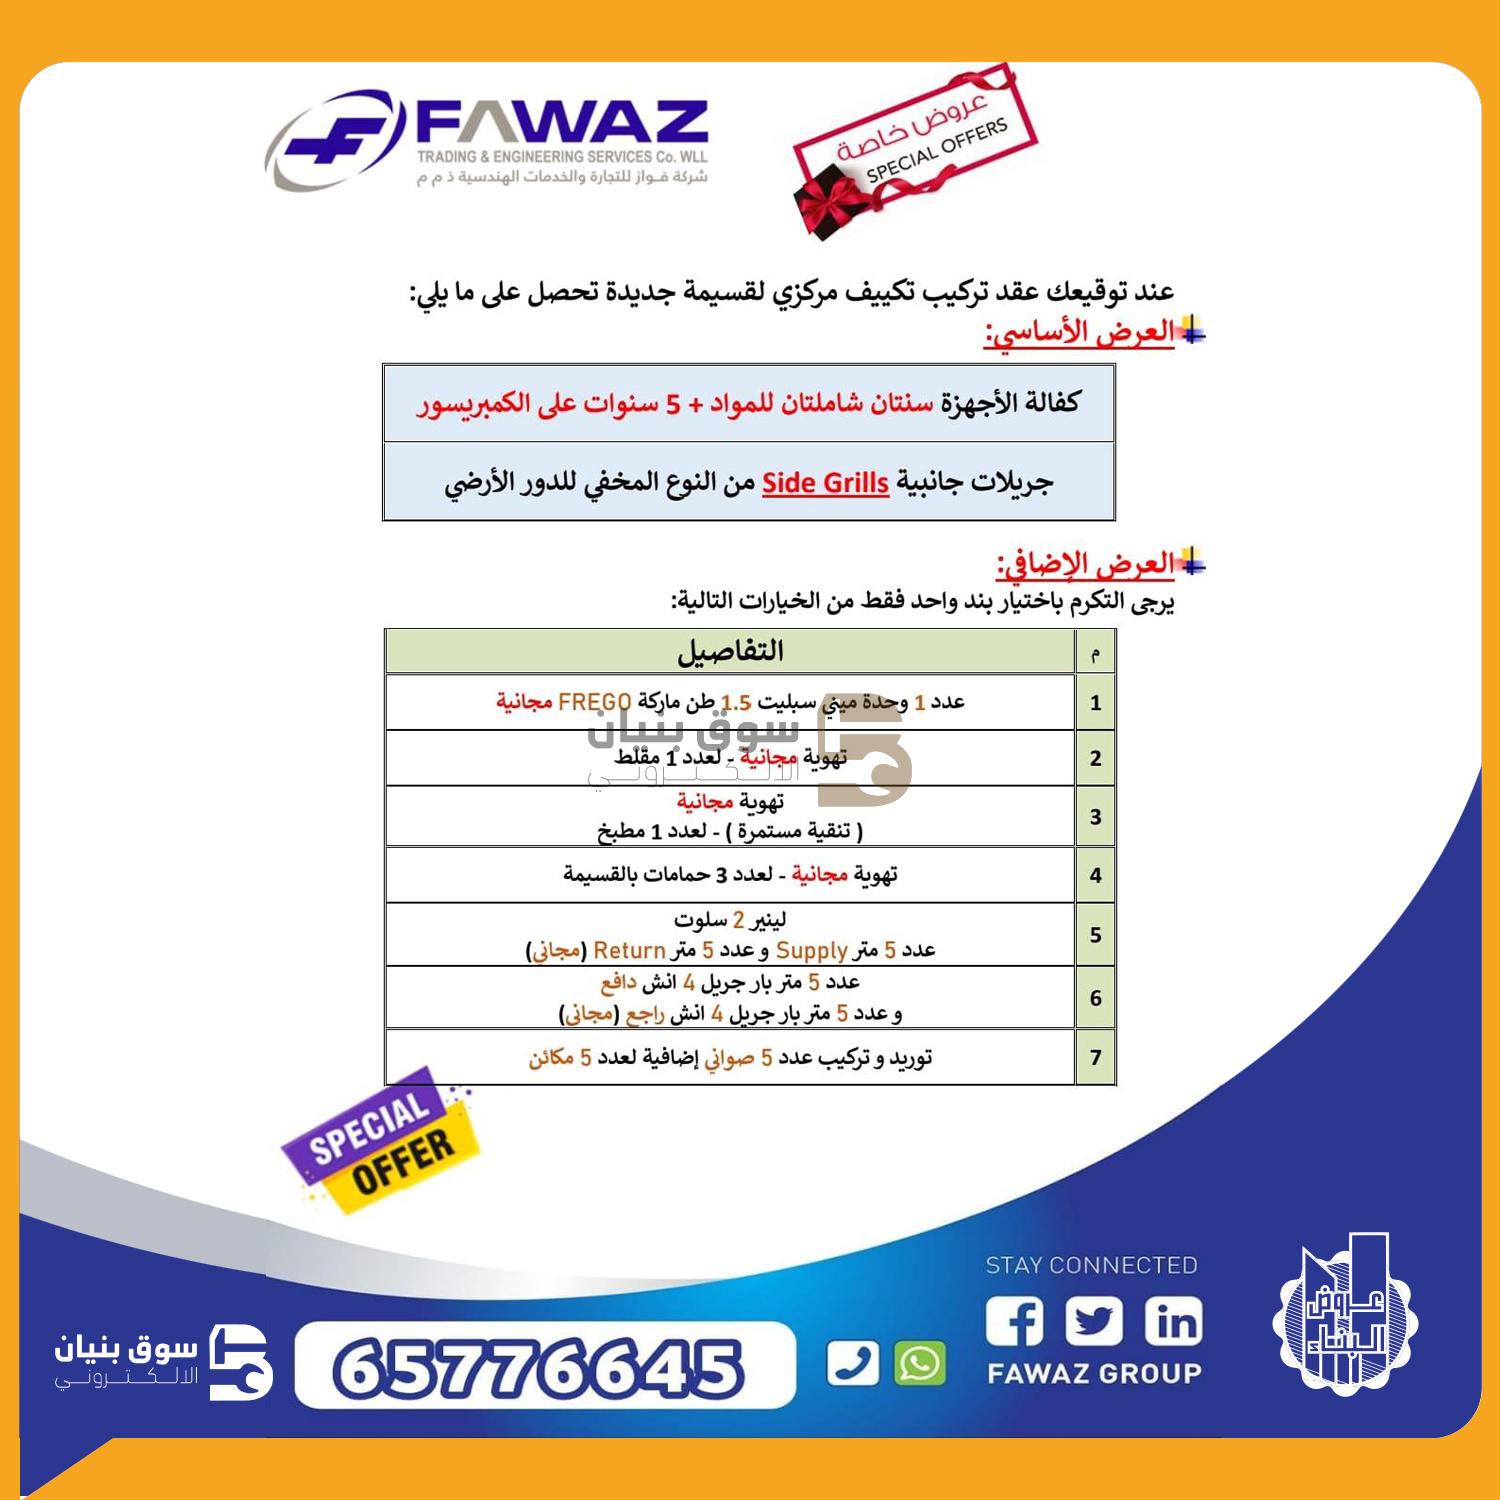 FAWAZ
TRADING & ENGINEERING SERVICES Co. WLL
شركة فواز للتجارة والخدمات الهندسية ذ م م
عروض خاصة
SPECIAL OFFERS
عند توقيعك عقد تركيب تكييف مركزي لقسيمة جديدة تحصل على ما يلي:
العرض الأساسي:
كفالة الأجهزة سنتان شاملتان للمواد + 5 سنوات على الكمبريسور
جريلات جانبية Side Grills من النوع المخفي للدور الأرضي
العرض الإضافي:
يرجى التكرم باختيار بند واحد فقط من الخيارات التالية:
م التفاصيل
1 عدد 1 وحدة ميني سبليت 1.5 طن ماركة FREGO مجانية
2 تهوية مجانية - لعدد 1 مقلط
3 تهوية مجانية
( تنقية مستمرة ) - لعدد 1 مطبخ
4 تهوية مجانية - لعدد 3 حمامات بالقسيمة
5 لينير 2 سلوت
عدد 5 متر Supply و عدد 5 متر Return (مجاني)
6 عدد 5 متر بار جريل 4 انش دافع
و عدد 5 متر بار جريل 4 انش راجع (مجاني)
7 توريد و تركيب عدد 5 صواني إضافية لعدد 5 مكائن
سوق بنيان
الالكتروني
SPECIAL
OFFER
STAY CONNECTED
FAWAZ GROUP
65776645
سوق بنيان
الالكتروني
عروض
البناء